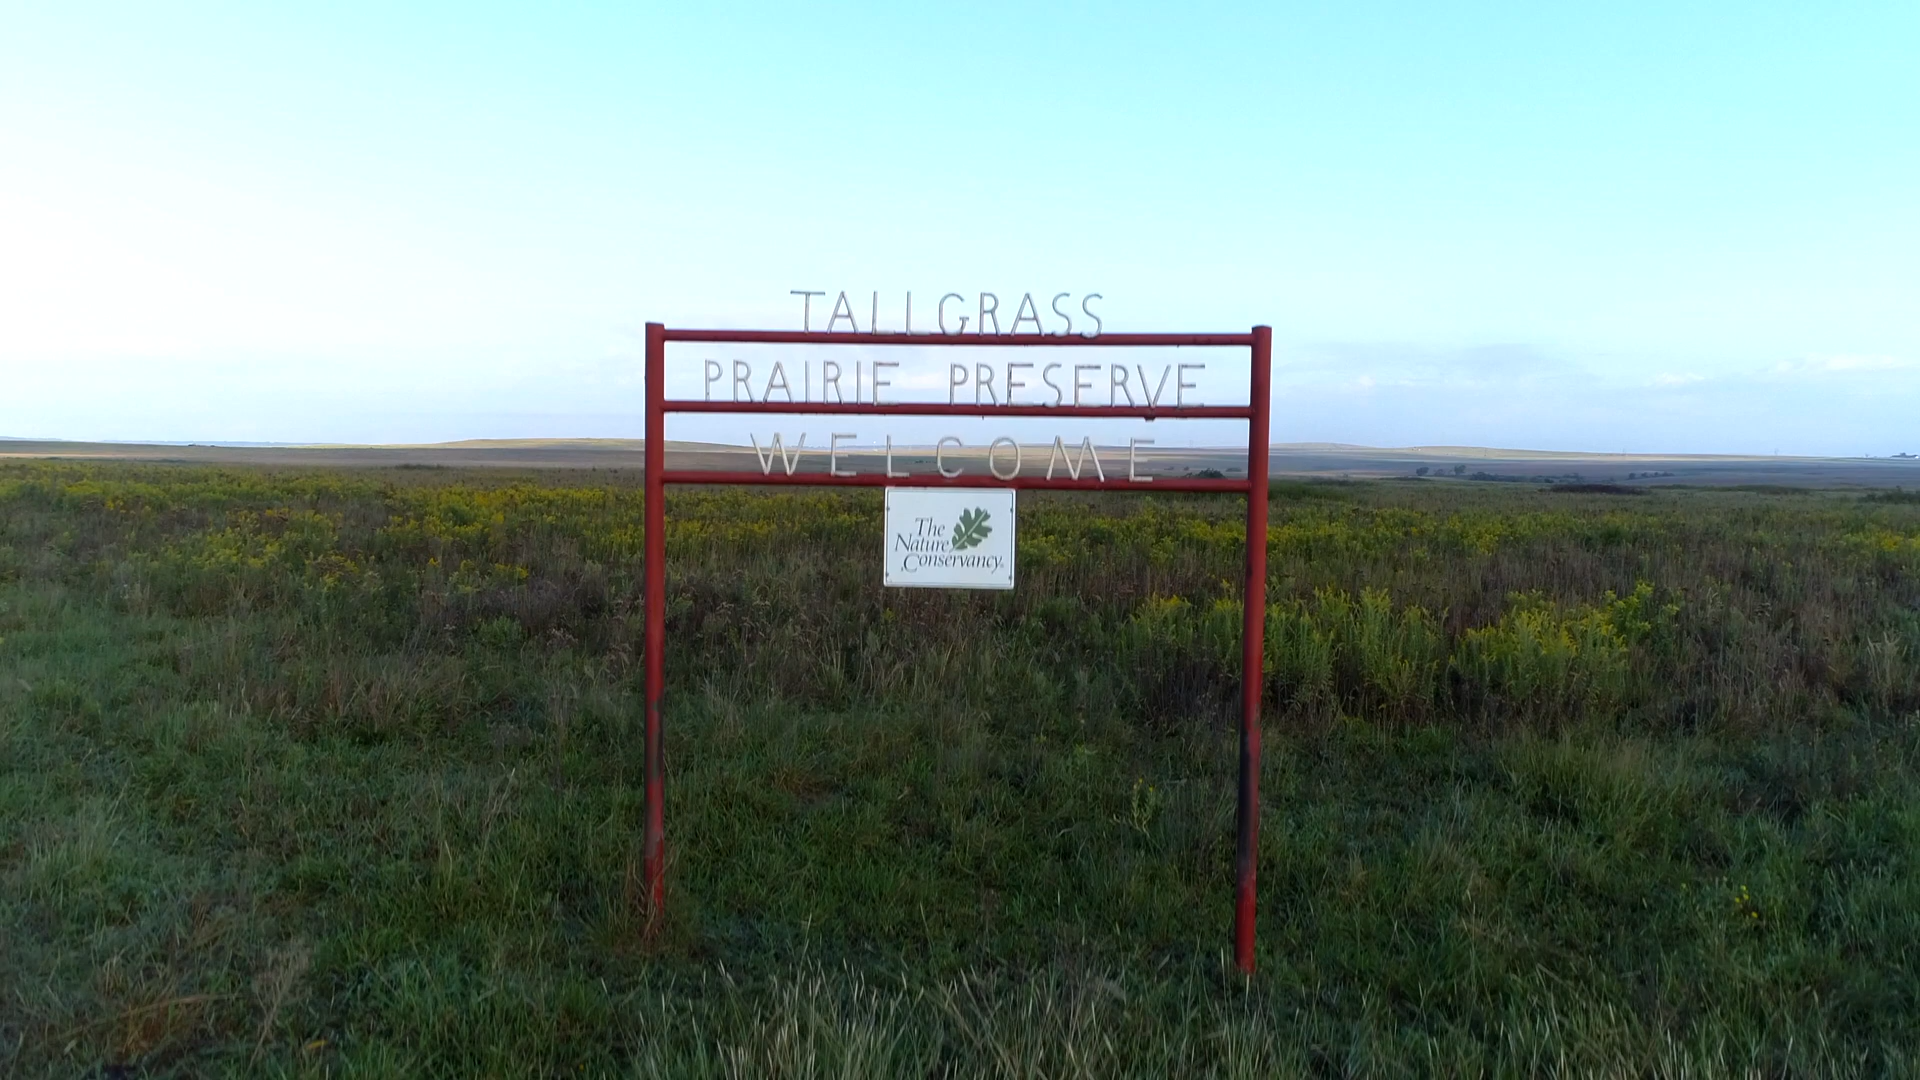 TALLGRASS
PRAIRIE PRESERVE
WELCOME
The
Nature
Conservancy